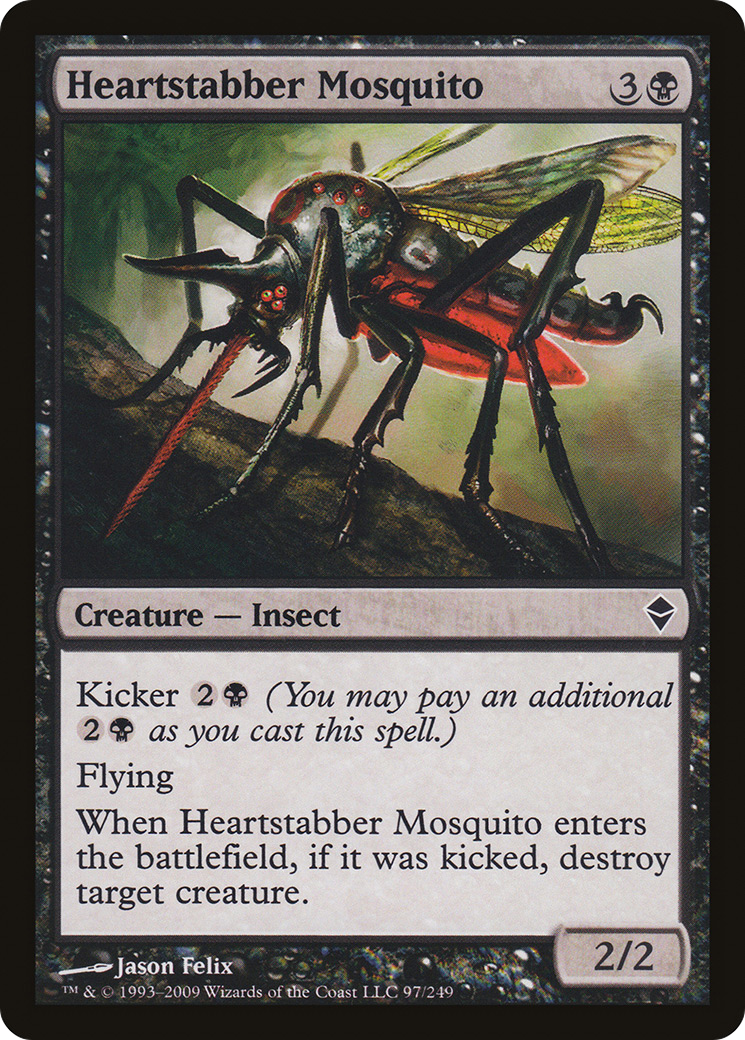 Heartstabber Mosquito 3
Creature — Insect
Kicker 2 (You may pay an additional
2 as you cast this spell.)
Flying
When Heartstabber Mosquito enters
the battlefield, if it was kicked, destroy
target creature.
2/2
Jason Felix
™ & © 1993–2009 Wizards of the Coast LLC 97/249